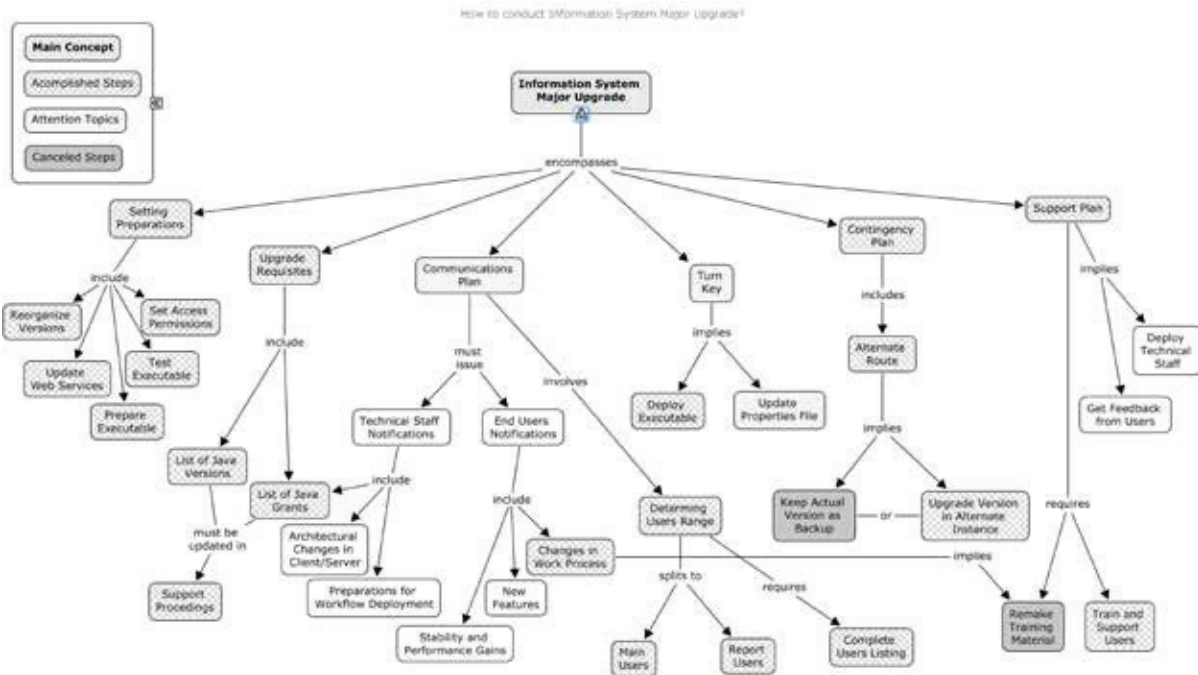 How to conduct Information System Major Upgrade?
Main Concept
Acomplished Steps
Attention Topics
Canceled Steps
Information System
Major Upgrade
encompasses
Setting
Preparations
Upgrade
Requisites
Communications
Plan
Turn
Key
Contingency
Plan
Support Plan
include
Reorganize
Versions
Set Access
Permissions
Update
Web Services
Test
Executable
Prepare
Executable
include
List of Java
Versions
List of Java
Grants
must be
updated in
Support
Procedings
must
issue
Technical Staff
Notifications
End Users
Notifications
include
Architectural
Changes in
Client/Server
Preparations for
Workflow Deployment
include
Changes in
Work Process
New
Features
Stability and
Performance Gains
involves
Determing
Users Range
splits to
Main
Users
Report
Users
requires
Complete
Users Listing
implies
Deploy
Executable
Update
Properties File
includes
Alternate
Route
implies
Keep Actual
Version as
Backup
or
Upgrade Version
in Alternate
Instance
implies
Deploy
Technical
Staff
Get Feedback
from Users
requires
implies
Remake
Training
Material
Train and
Support
Users